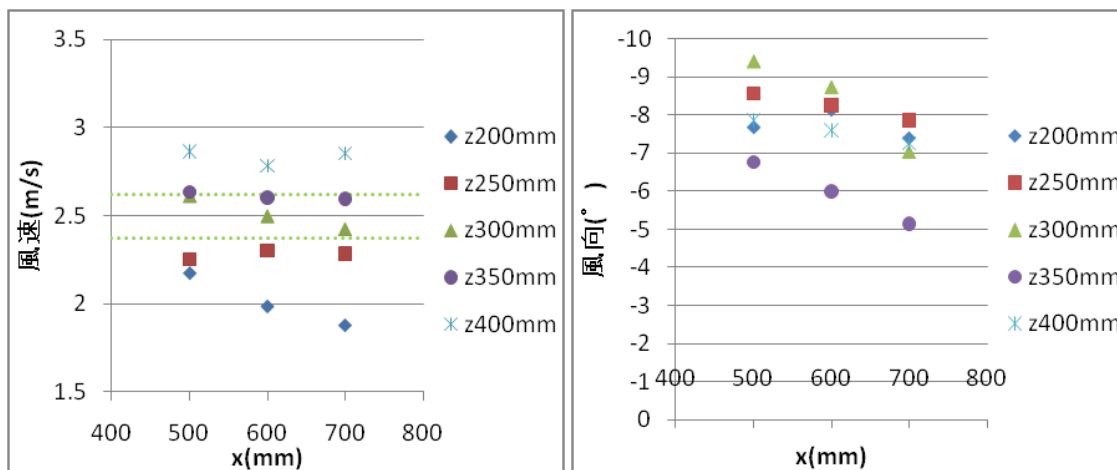 3.5
3
2.5
2
1.5
400 500 600 700 800
x(mm)
風速(m/s)
z200mm
z250mm
z300mm
z350mm
z400mm
-10
-9
-8
-7
-6
-5
-4
-3
-2
-1
0
400 500 600 700 800
x(mm)
風向(°)
z200mm
z250mm
z300mm
z350mm
z400mm